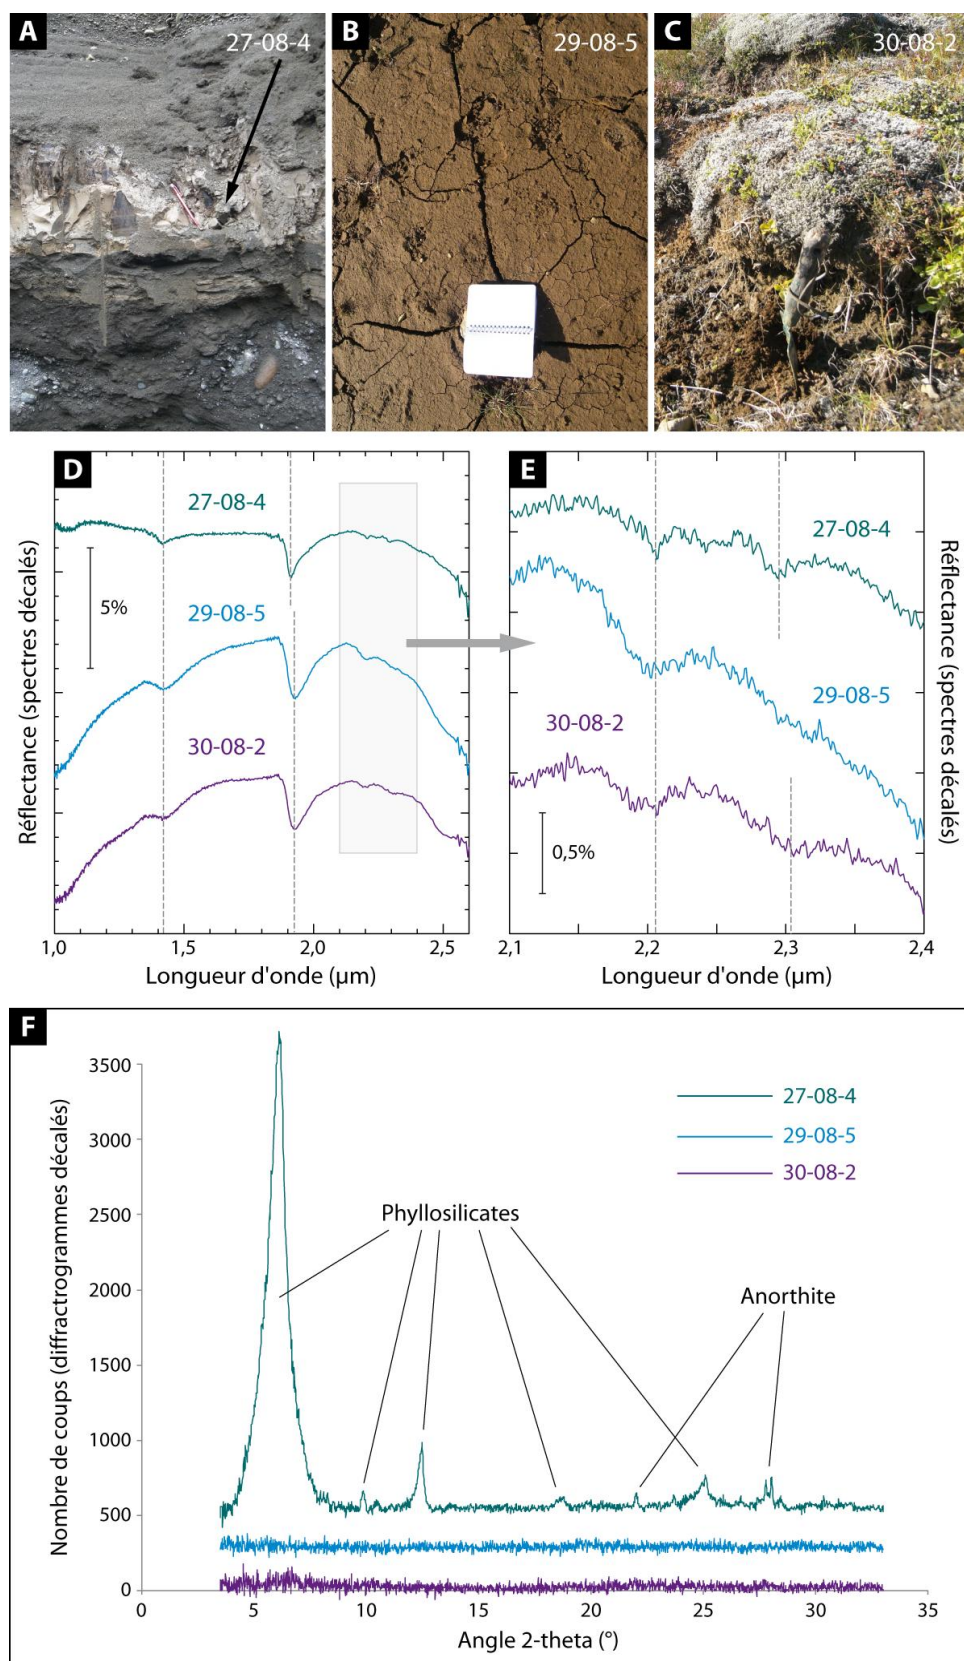 A
27-08-4
B
29-08-5
C
30-08-2
D
27-08-4
5%
29-08-5
30-08-2
Réflectance (spectres décalés)
1,0
1,5
2,0
2,5
Longueur d'onde (µm)
E
27-08-4
29-08-5
30-08-2
0,5%
Réflectance (spectres décalés)
2,1
2,2
2,3
2,4
Longueur d'onde (µm)
F
Nombre de coups (diffractrogrammes décalés)
3500
3000
2500
2000
1500
1000
500
0
27-08-4
29-08-5
30-08-2
Phyllosilicates
Anorthite
0
5
10
15
20
25
30
35
Angle 2-theta (°)